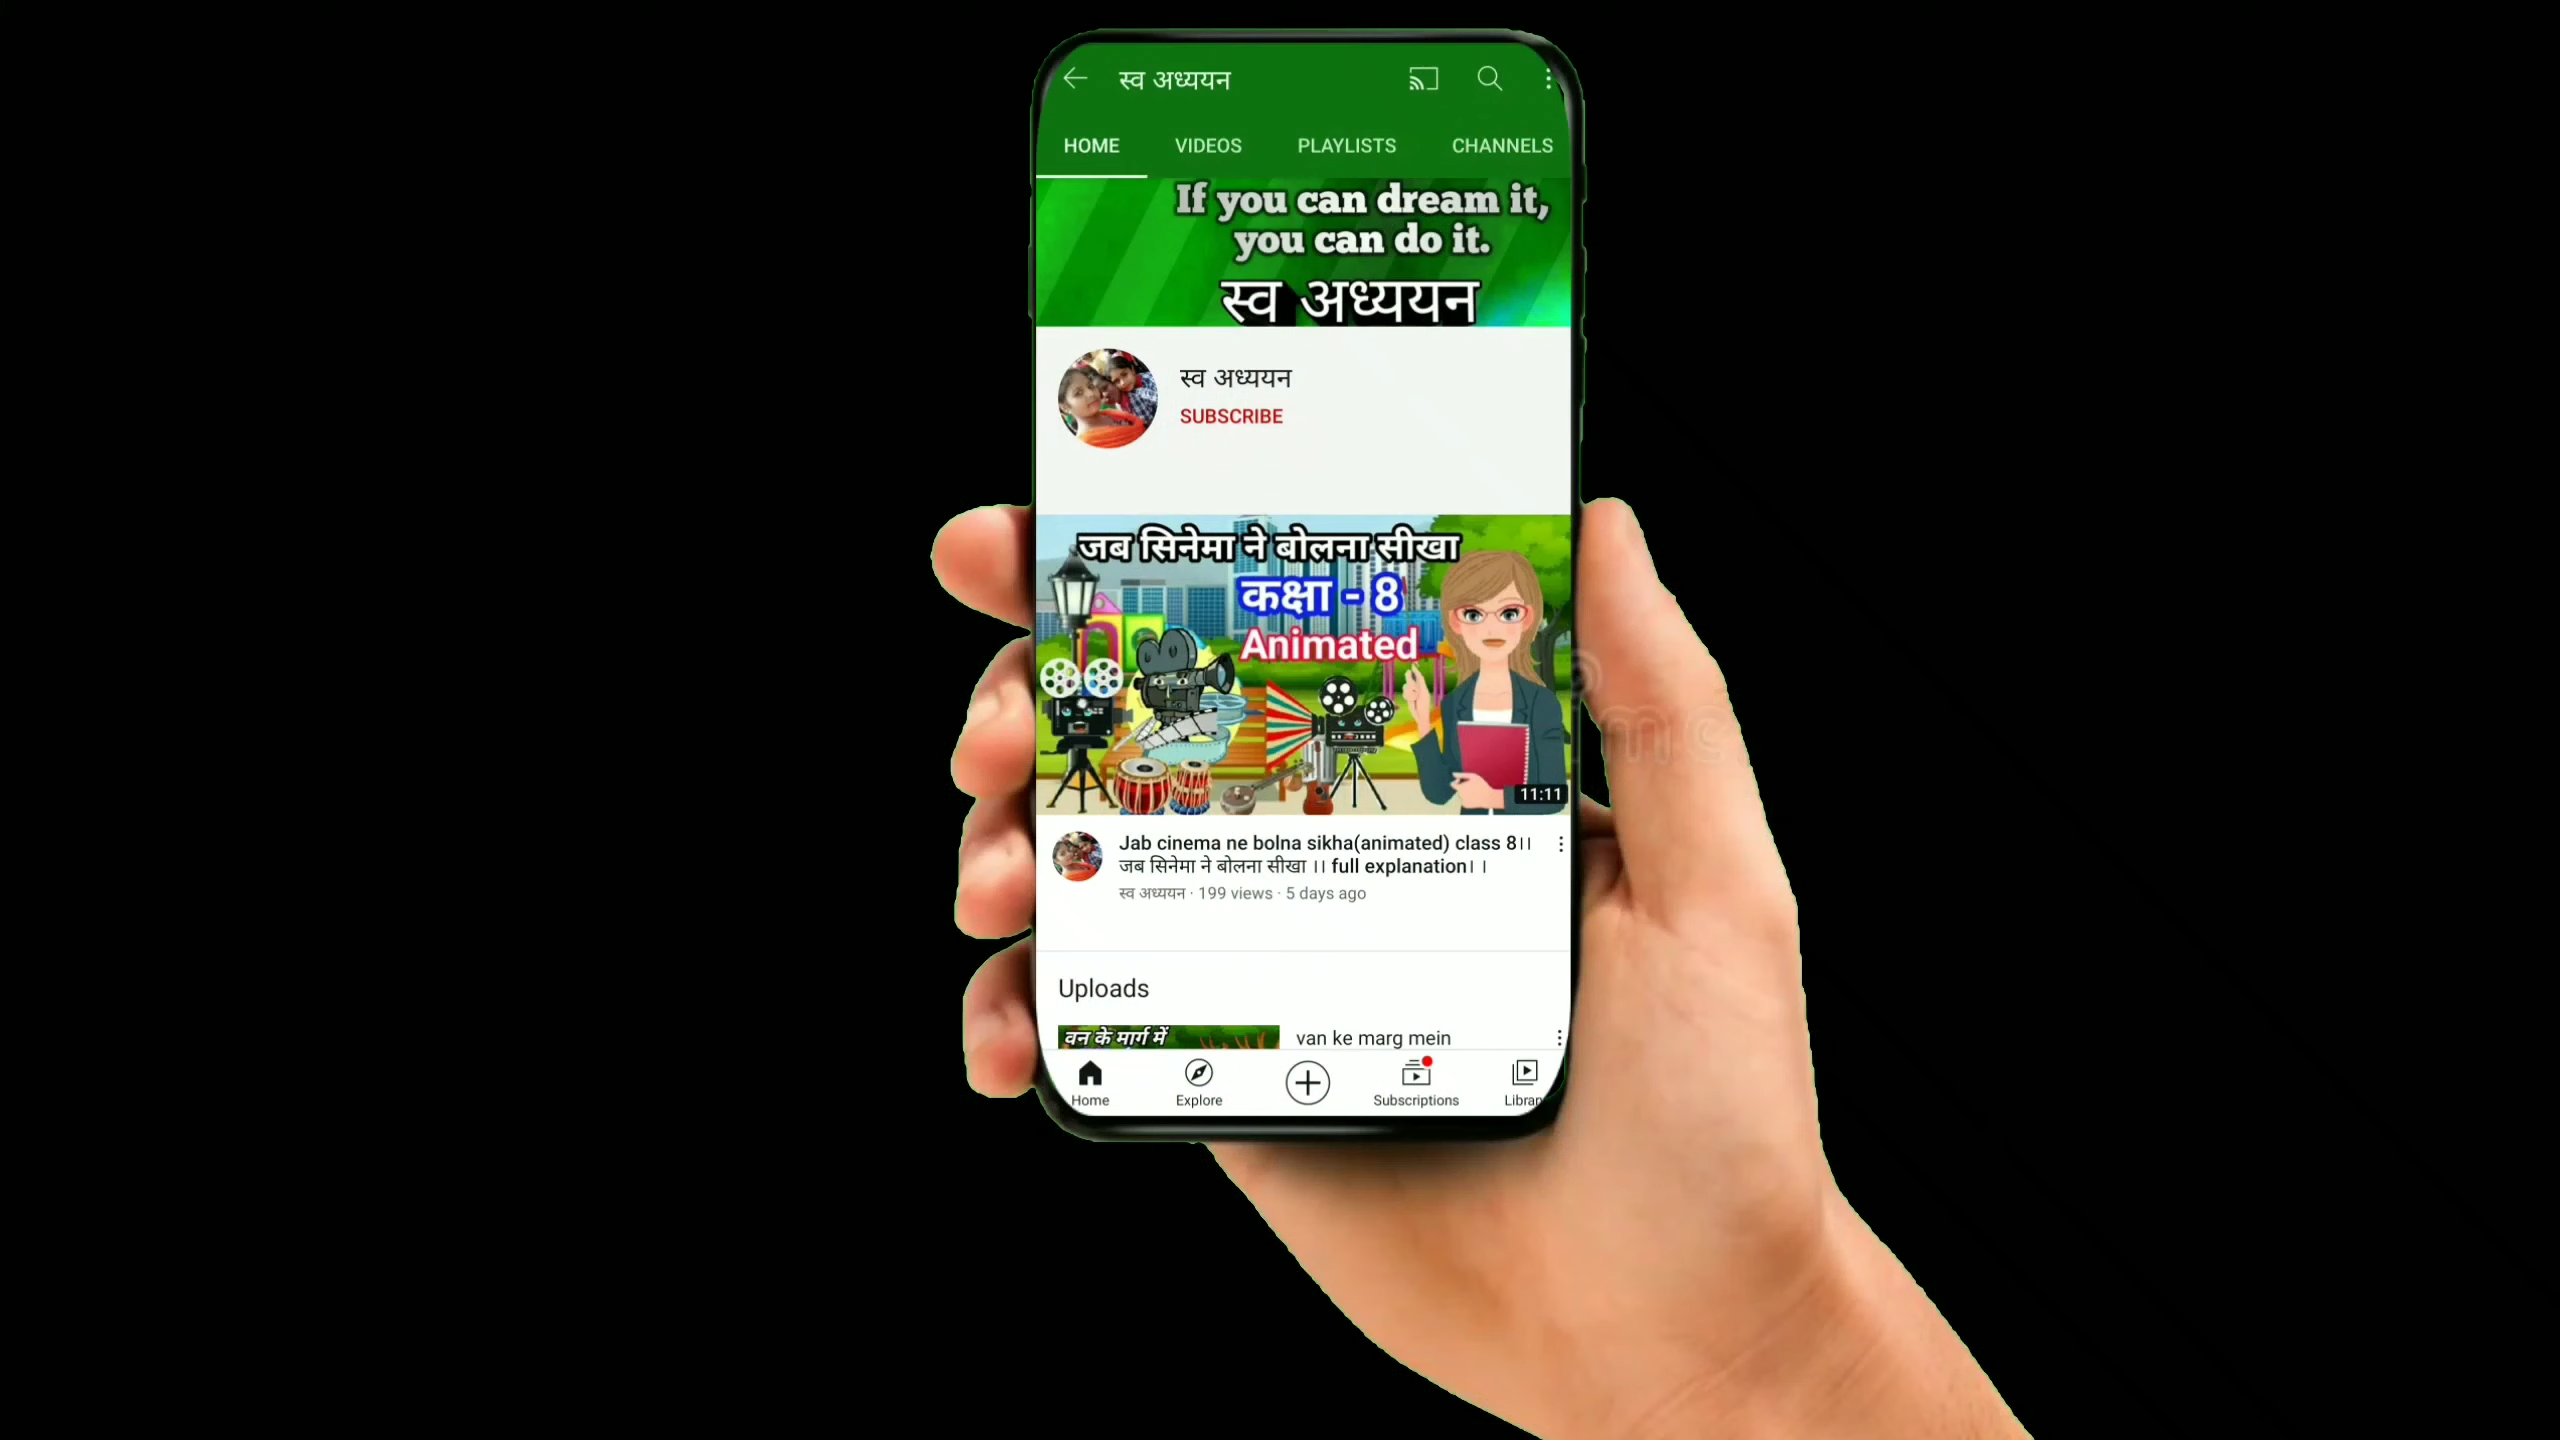 स्व अध्ययन
HOME VIDEOS PLAYLISTS CHANNELS
If you can dream it,
you can do it.
स्व अध्ययन
स्व अध्ययन
SUBSCRIBE
जब सिनेमा ने बोलना सीखा
कक्षा - 8
Animated
11:11
Jab cinema ne bolna sikha(animated) class 8।।
जब सिनेमा ने बोलना सीखा ।। full explanation। ।
स्व अध्ययन · 199 views · 5 days ago
Uploads
वन के मार्ग में
van ke marg mein
Home Explore Subscriptions Librar